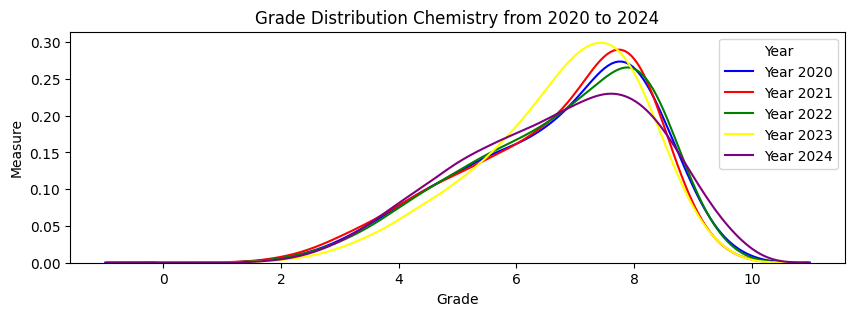 Grade Distribution Chemistry from 2020 to 2024
Measure
0.30
0.25
0.20
0.15
0.10
0.05
0.00
0 2 4 6 8 10
Grade
Year
Year 2020
Year 2021
Year 2022
Year 2023
Year 2024